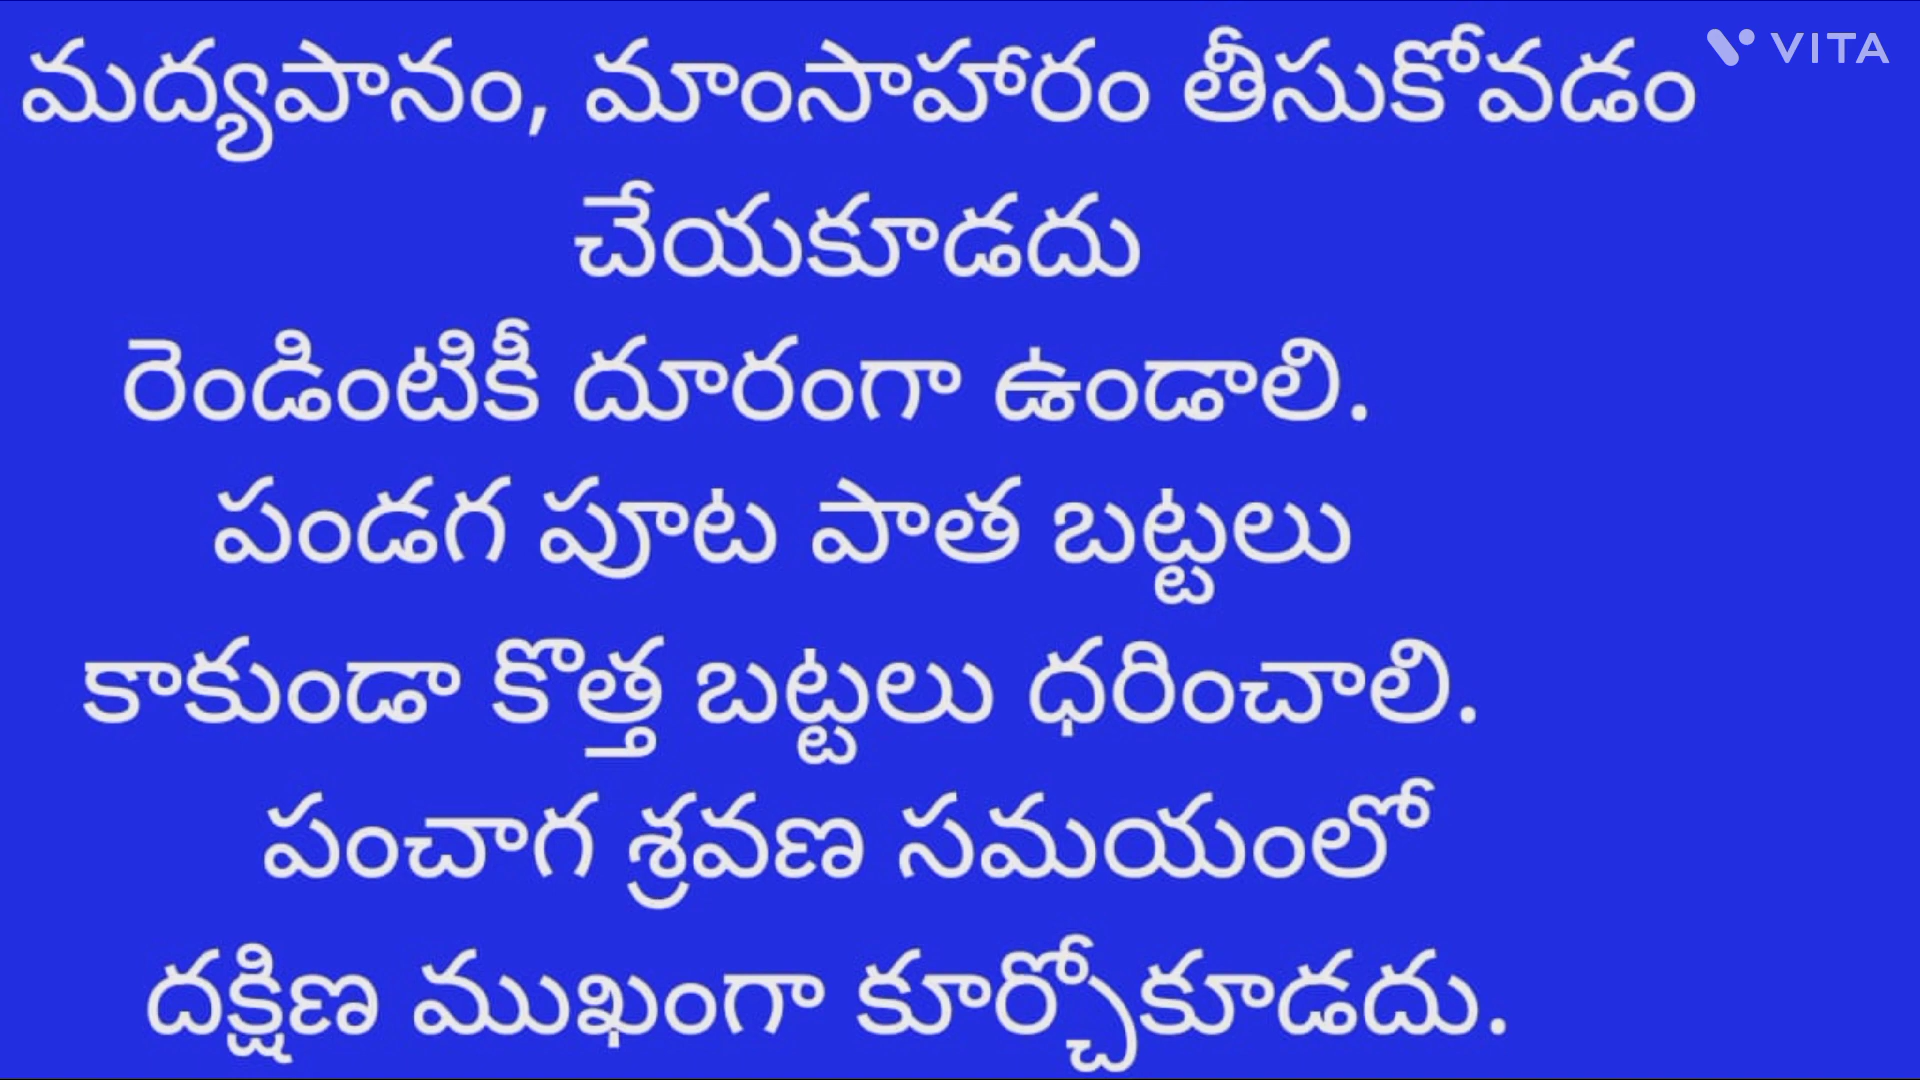 VITA
మద్యపానం, మాంసాహారం తీసుకోవడం
చేయకూడదు
రెండింటికీ దూరంగా ఉండాలి.
పండగ పూట పాత బట్టలు
కాకుండా కొత్త బట్టలు ధరించాలి.
పంచాగ శ్రవణ సమయంలో
దక్షిణ ముఖంగా కూర్చోకూడదు.